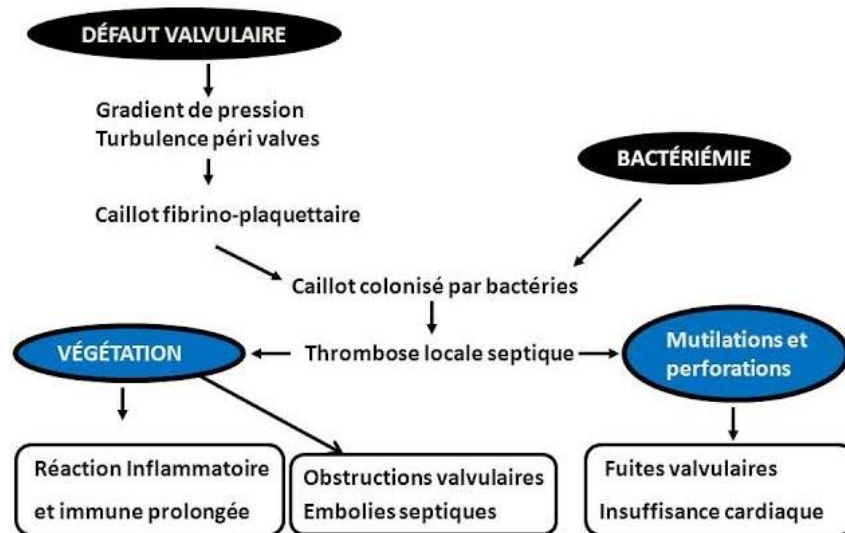 DÉFAUT VALVULAIRE
Gradient de pression
Turbulence péri valves
BACTÉRIÉMIE
Caillot fibrino-plaquettaire
Caillot colonisé par bactéries
VÉGÉTATION
Thrombose locale septique
Mutilations et
perforations
Réaction Inflammatoire
et immune prolongée
Obstructions valvulaires
Embolies septiques
Fuites valvulaires
Insuffisance cardiaque